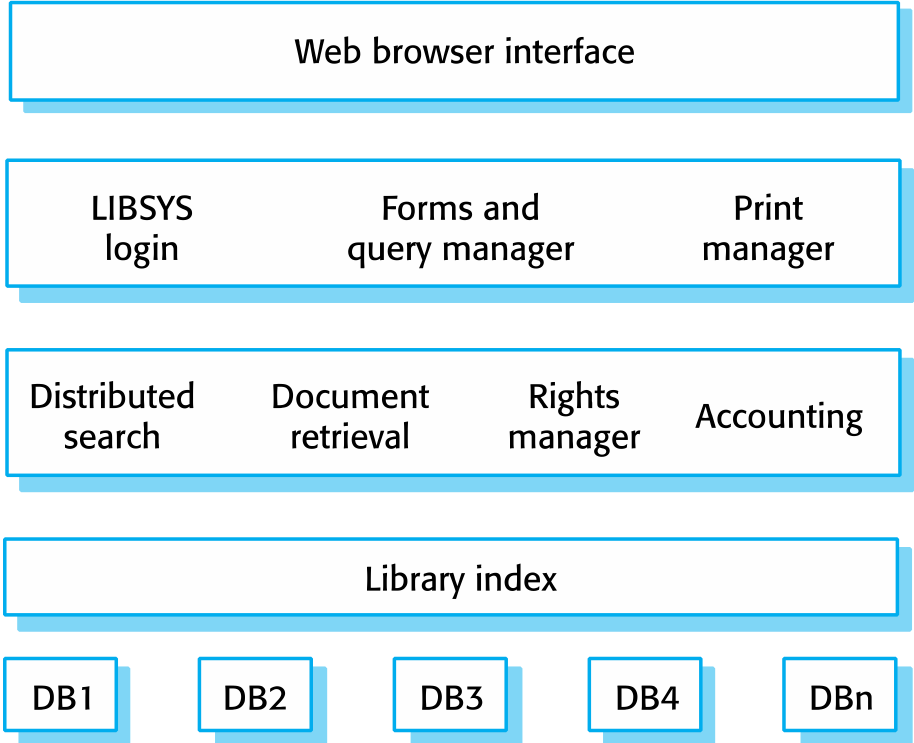 Web browser interface
LIBSYS
login
Forms and
query manager
Print
manager
Distributed
search
Document
retrieval
Rights
manager
Accounting
Library index
DB1
DB2
DB3
DB4
DBn